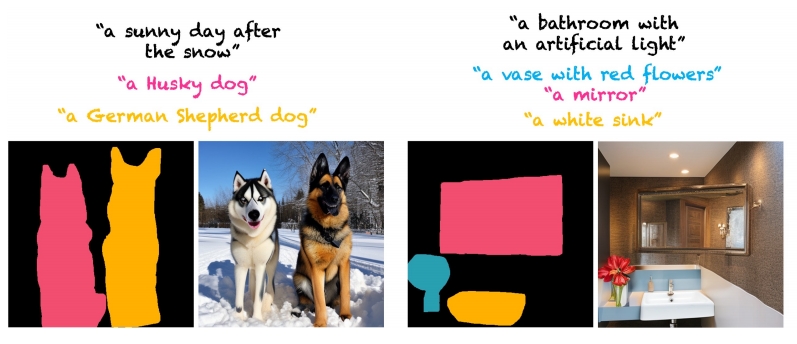 “a sunny day after
the snow”
“a Husky dog”
“a German Shepherd dog”
“a bathroom with
an artificial light”
“a vase with red flowers”
“a mirror”
“a white sink”